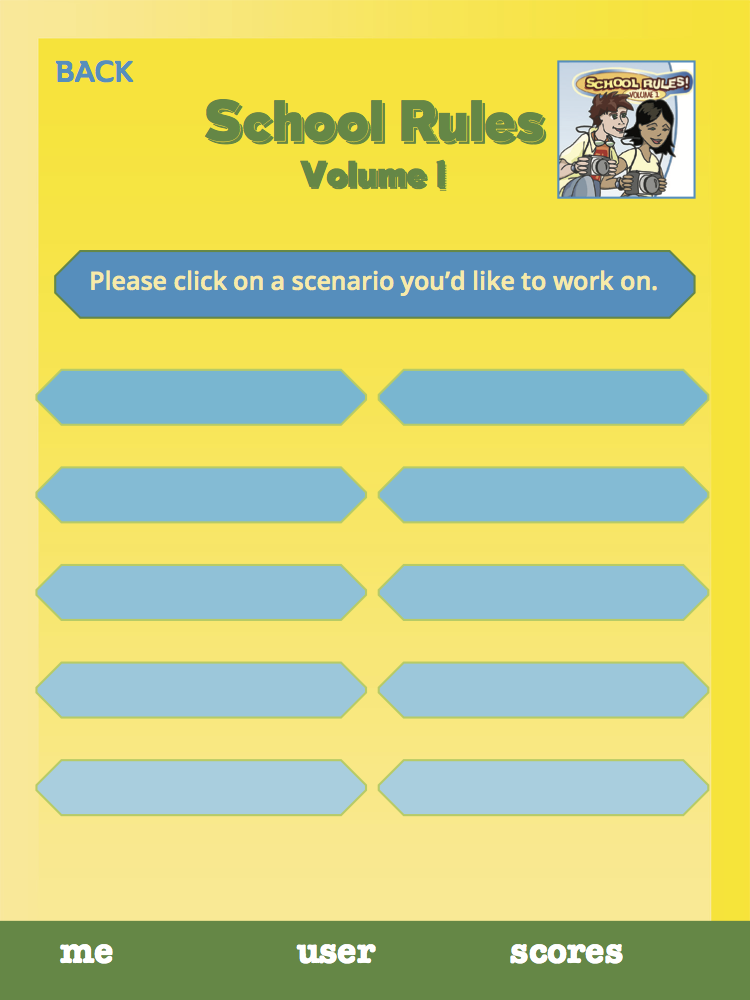 BACK
SCHOOL RULES!
VOLUME 1
School Rules
Volume 1
Please click on a scenario you’d like to work on.
me user scores